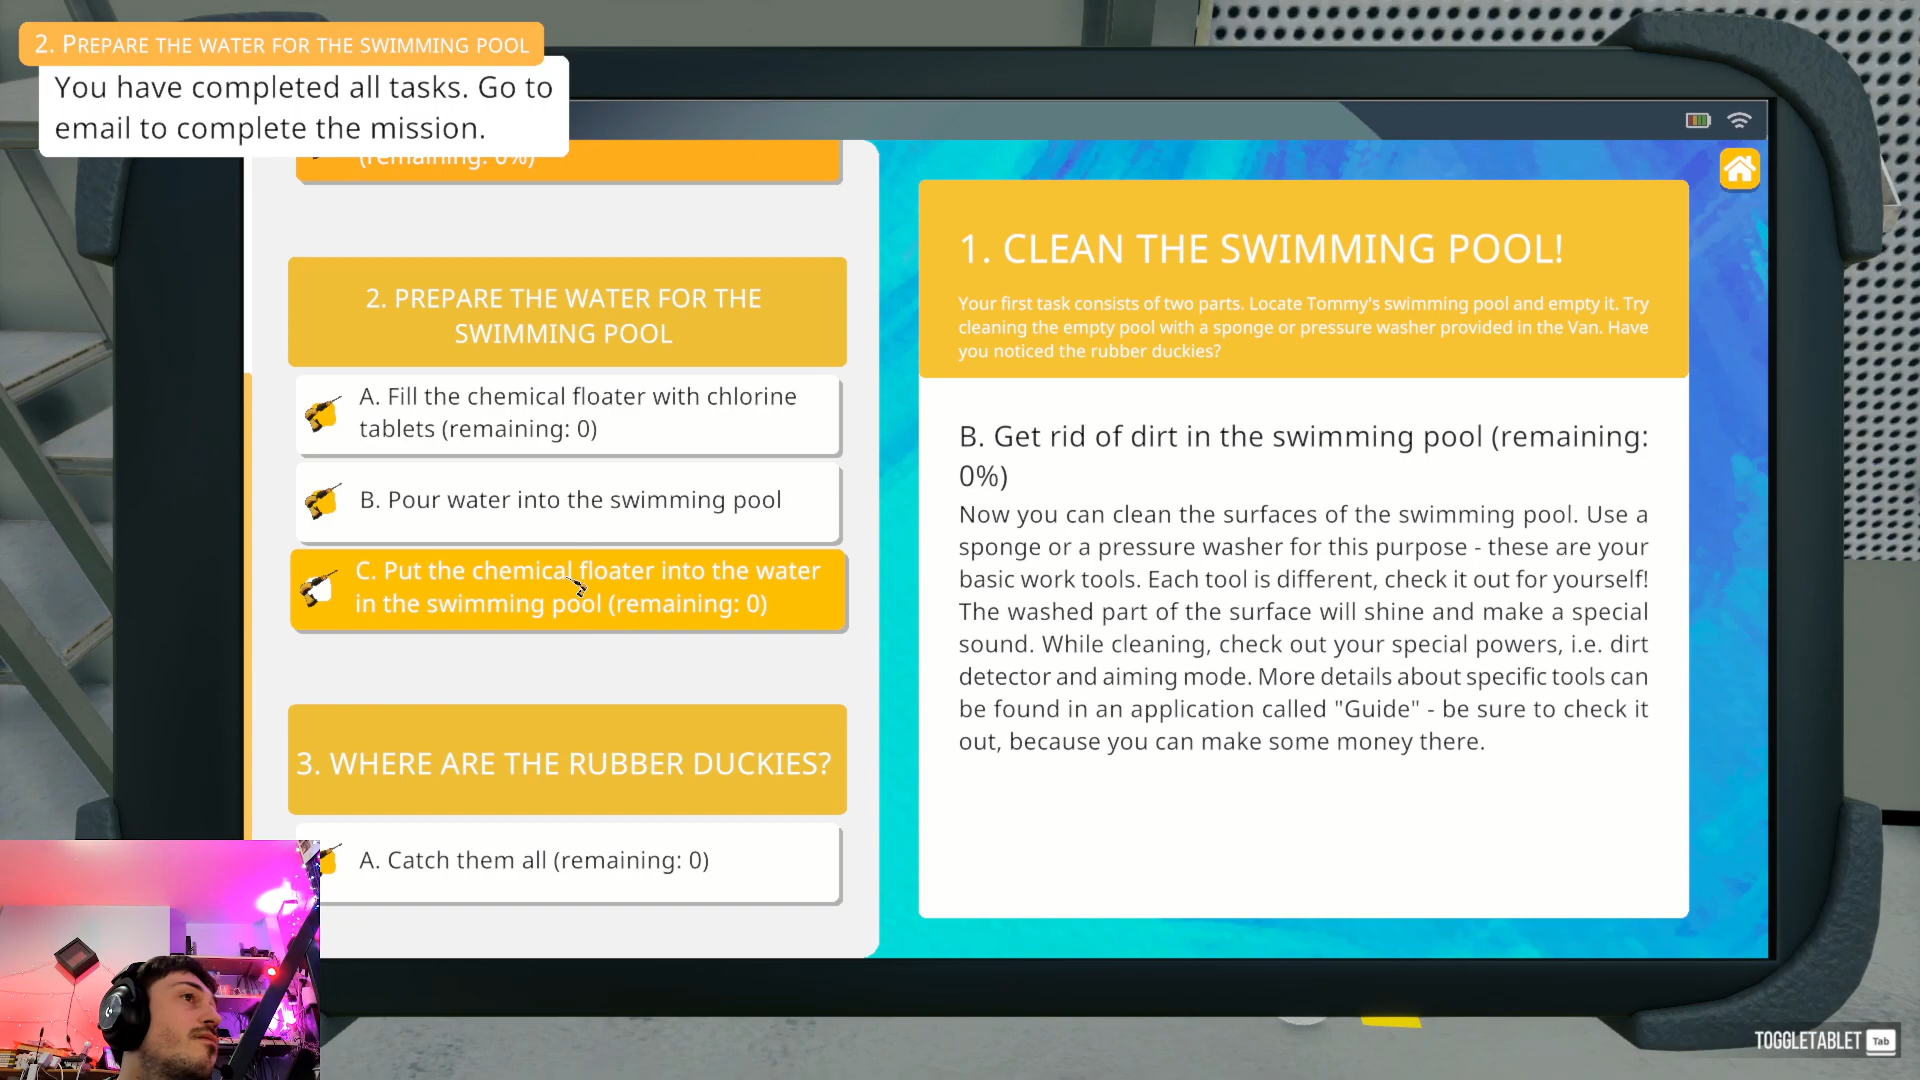 2. PREPARE THE WATER FOR THE SWIMMING POOL
You have completed all tasks. Go to
email to complete the mission.
(remaining: 0%)
2. PREPARE THE WATER FOR THE
SWIMMING POOL
A. Fill the chemical floater with chlorine
tablets (remaining: 0)
B. Pour water into the swimming pool
C. Put the chemical floater into the water
in the swimming pool (remaining: 0)
3. WHERE ARE THE RUBBER DUCKIES?
A. Catch them all (remaining: 0)
1. CLEAN THE SWIMMING POOL!
Your first task consists of two parts. Locate Tommy's swimming pool and empty it. Try
cleaning the empty pool with a sponge or pressure washer provided in the Van. Have
you noticed the rubber duckies?
B. Get rid of dirt in the swimming pool (remaining:
0%)
Now you can clean the surfaces of the swimming pool. Use a
sponge or a pressure washer for this purpose - these are your
basic work tools. Each tool is different, check it out for yourself!
The washed part of the surface will shine and make a special
sound. While cleaning, check out your special powers, i.e. dirt
detector and aiming mode. More details about specific tools can
be found in an application called "Guide" - be sure to check it
out, because you can make some money there.
TOGGLETABLET Tab